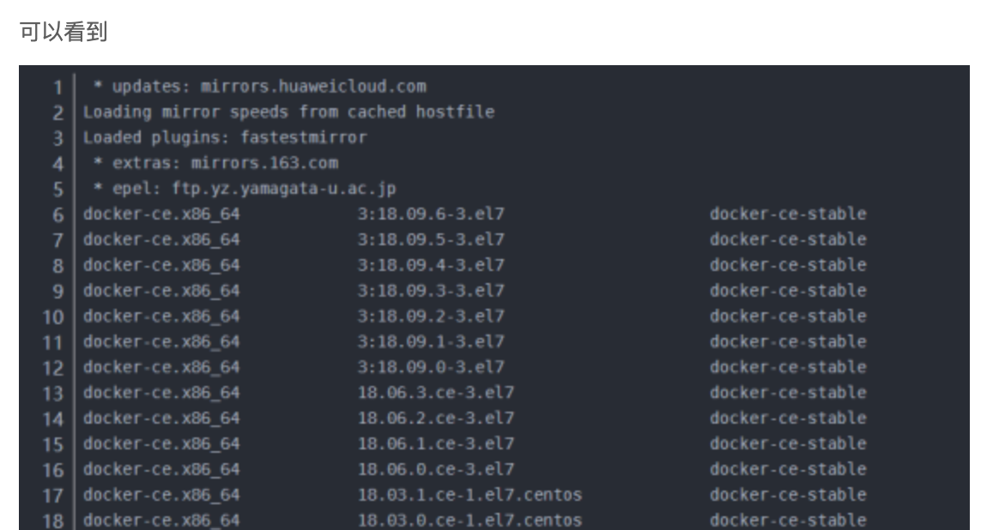 可以看到
1 * updates: mirrors.huaweicloud.com
2 Loading mirror speeds from cached hostfile
3 Loaded plugins: fastestmirror
4 * extras: mirrors.163.com
5 * epel: ftp.yz.yamagata-u.ac.jp
6 docker-ce.x86_64 3:18.09.6-3.el7 docker-ce-stable
7 docker-ce.x86_64 3:18.09.5-3.el7 docker-ce-stable
8 docker-ce.x86_64 3:18.09.4-3.el7 docker-ce-stable
9 docker-ce.x86_64 3:18.09.3-3.el7 docker-ce-stable
10 docker-ce.x86_64 3:18.09.2-3.el7 docker-ce-stable
11 docker-ce.x86_64 3:18.09.1-3.el7 docker-ce-stable
12 docker-ce.x86_64 3:18.09.0-3.el7 docker-ce-stable
13 docker-ce.x86_64 18.06.3.ce-3.el7 docker-ce-stable
14 docker-ce.x86_64 18.06.2.ce-3.el7 docker-ce-stable
15 docker-ce.x86_64 18.06.1.ce-3.el7 docker-ce-stable
16 docker-ce.x86_64 18.06.0.ce-3.el7 docker-ce-stable
17 docker-ce.x86_64 18.03.1.ce-1.el7.centos docker-ce-stable
18 docker-ce.x86_64 18.03.0.ce-1.el7.centos docker-ce-stable